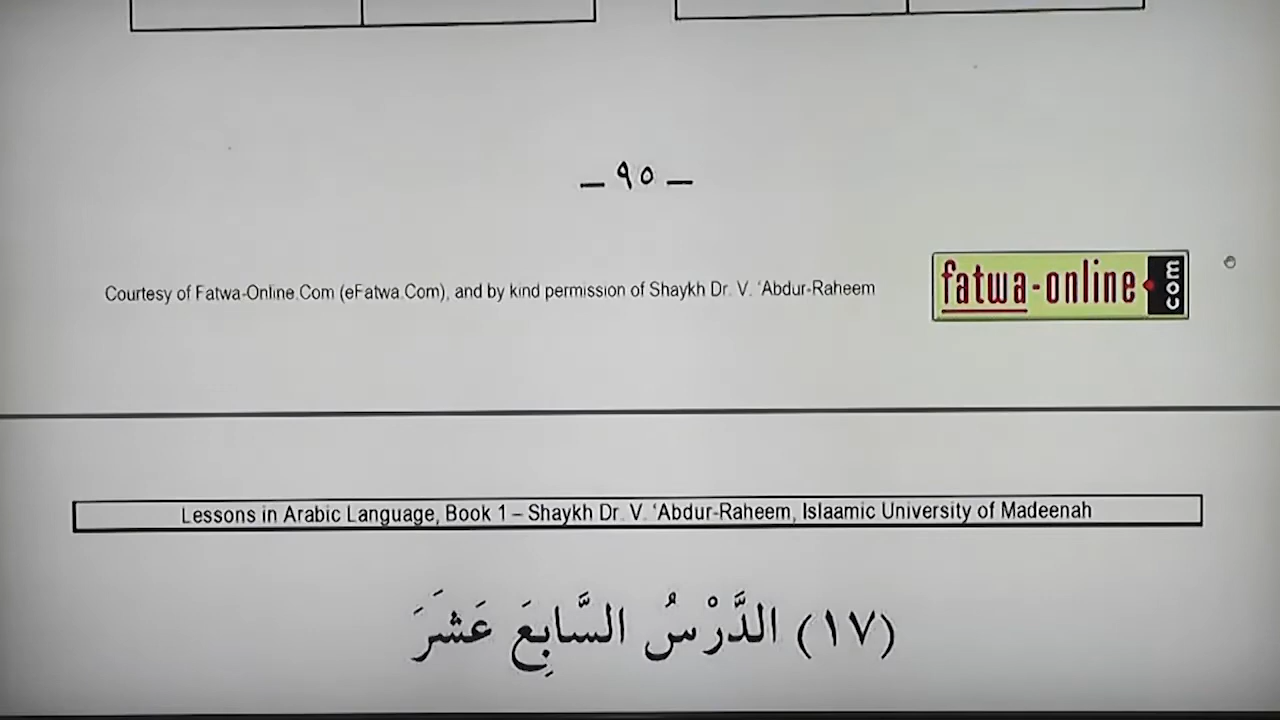 – ٩٥ –
Courtesy of Fatwa-Online.Com (eFatwa.Com), and by kind permission of Shaykh Dr. V. ‘Abdur-Raheem
fatwa-online.com
Lessons in Arabic Language, Book 1 – Shaykh Dr. V. ‘Abdur-Raheem, Islaamic University of Madeenah
(١٧) الدَّرْسُ السَّابِعَ عَشَرَ